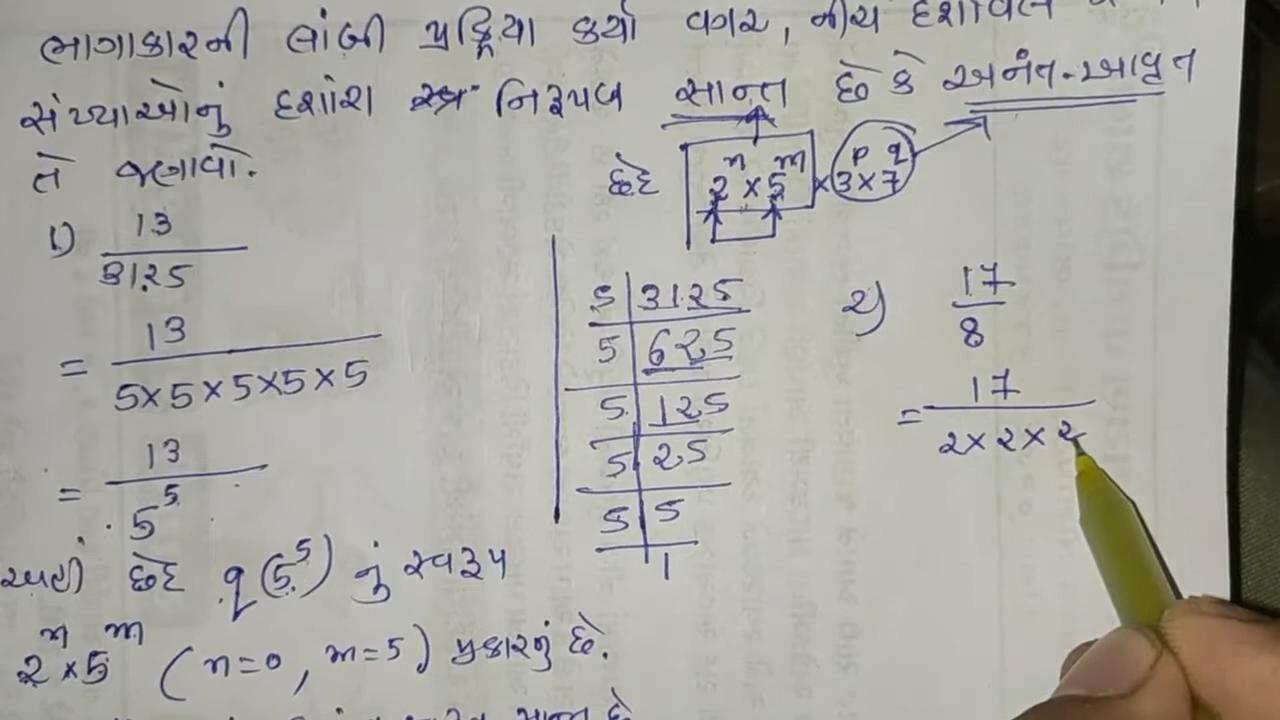 ભાગાકારની લાંબી પ્રક્રિયા કર્યા વગર, નીચે દર્શાવેલ
સંખ્યાઓનું દશાંશ નિરૂપણ સાન્ત છે કે અનંત-આવૃત
તે જણાવો.
છેદ 2ⁿ × 5ᵐ × 3ᵖ × 7^q
1) 13/3125
= 13/(5×5×5×5×5)
= 13/5⁵
5 | 3125
5 | 625
5 | 125
5 | 25
5 | 5
1
૨) 17/8
= 17/(2×2×2
અહીં છેદ q (5⁵) નું સ્વરૂપ
2ⁿ × 5ᵐ (n=0, m=5) પ્રકારનું છે.